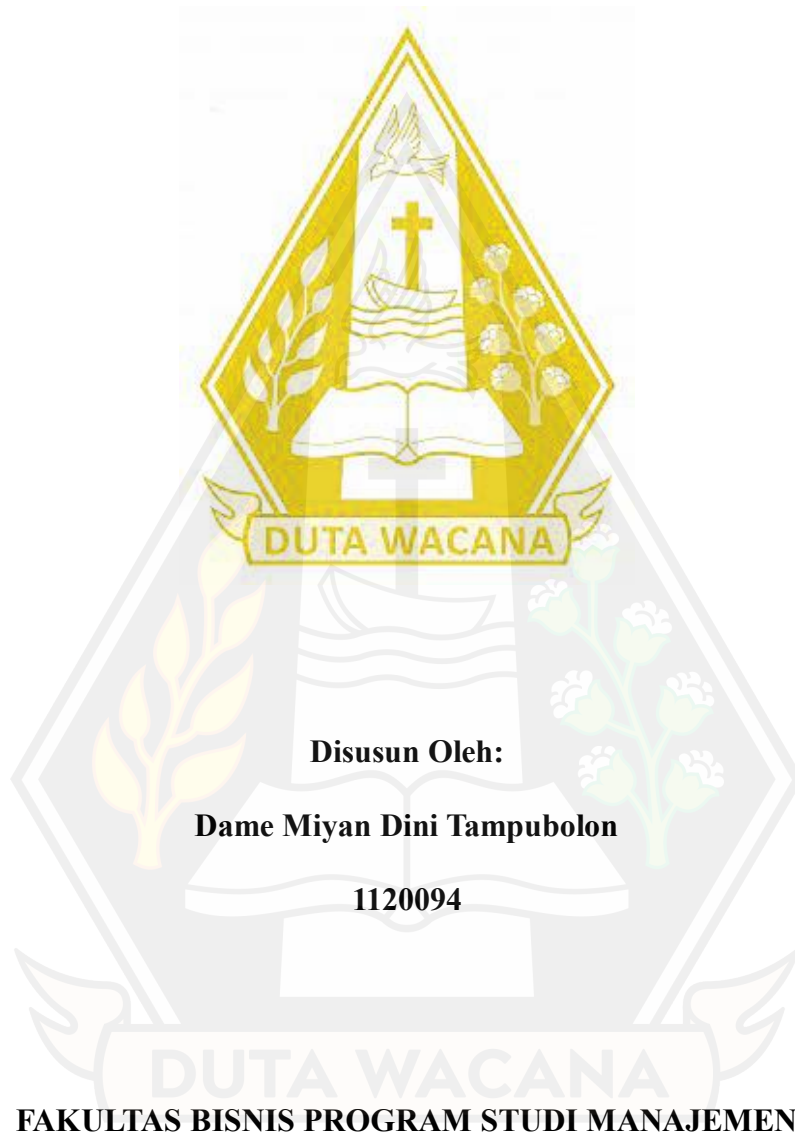 DUTA WACANA
Disusun Oleh:
Dame Miyan Dini Tampubolon
1120094
DUTA WACANA
FAKULTAS BISNIS PROGRAM STUDI MANAJEMEN